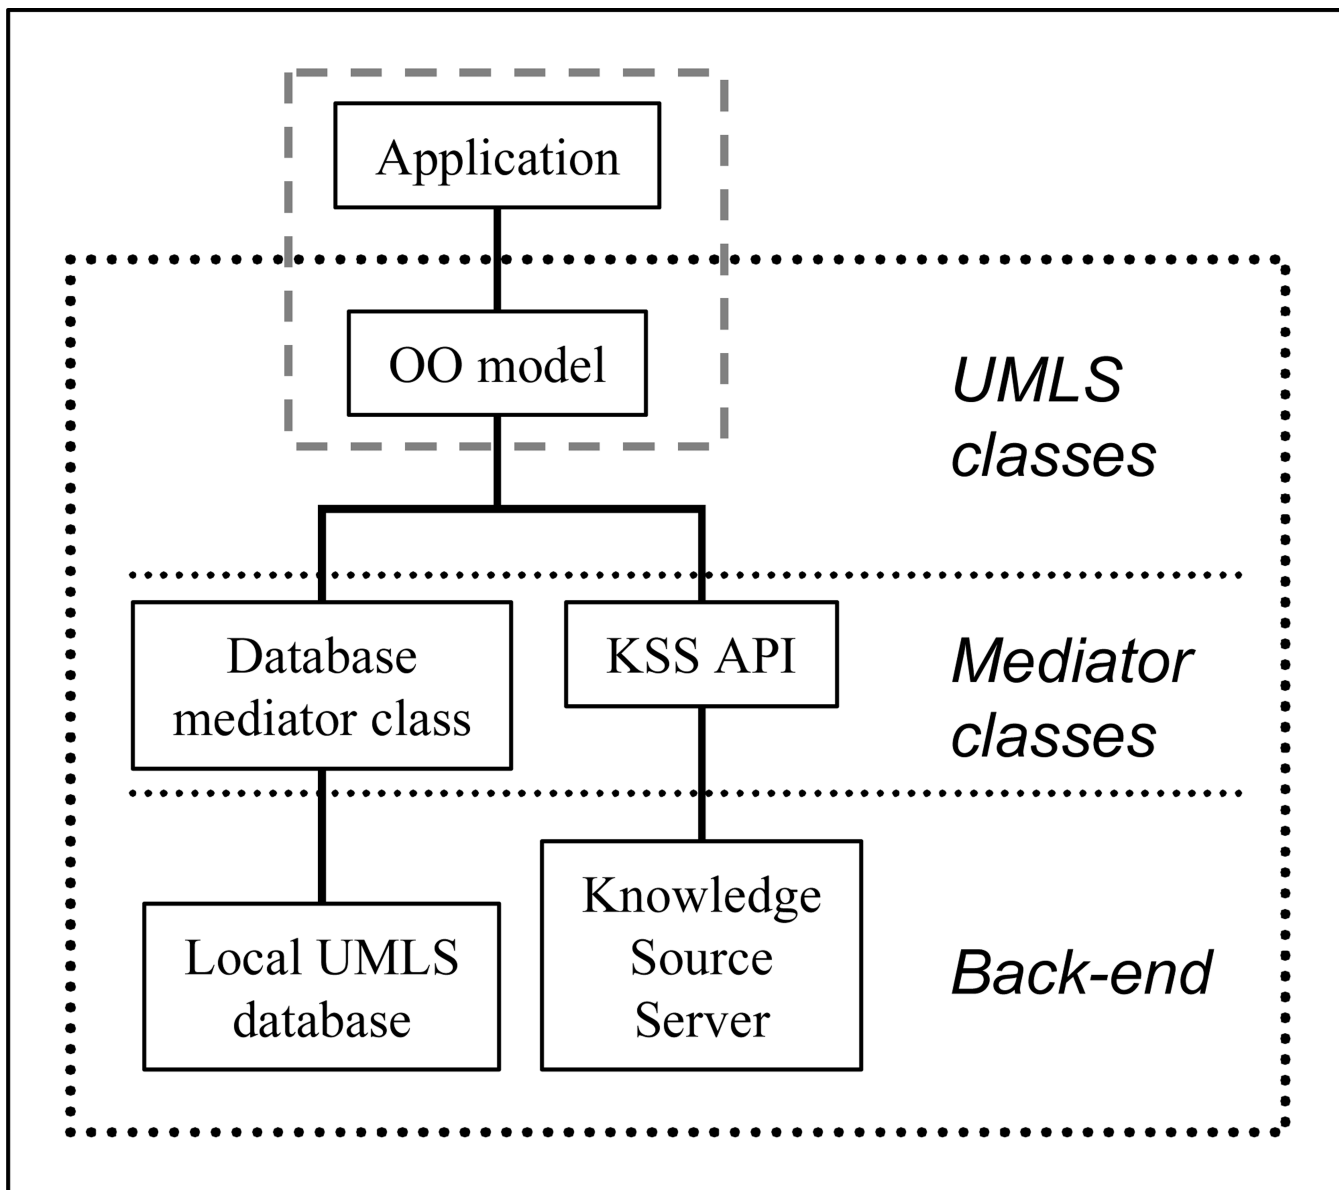 Application
OO model
UMLS
classes
Database
mediator class
KSS API
Mediator
classes
Local UMLS
database
Knowledge
Source
Server
Back-end